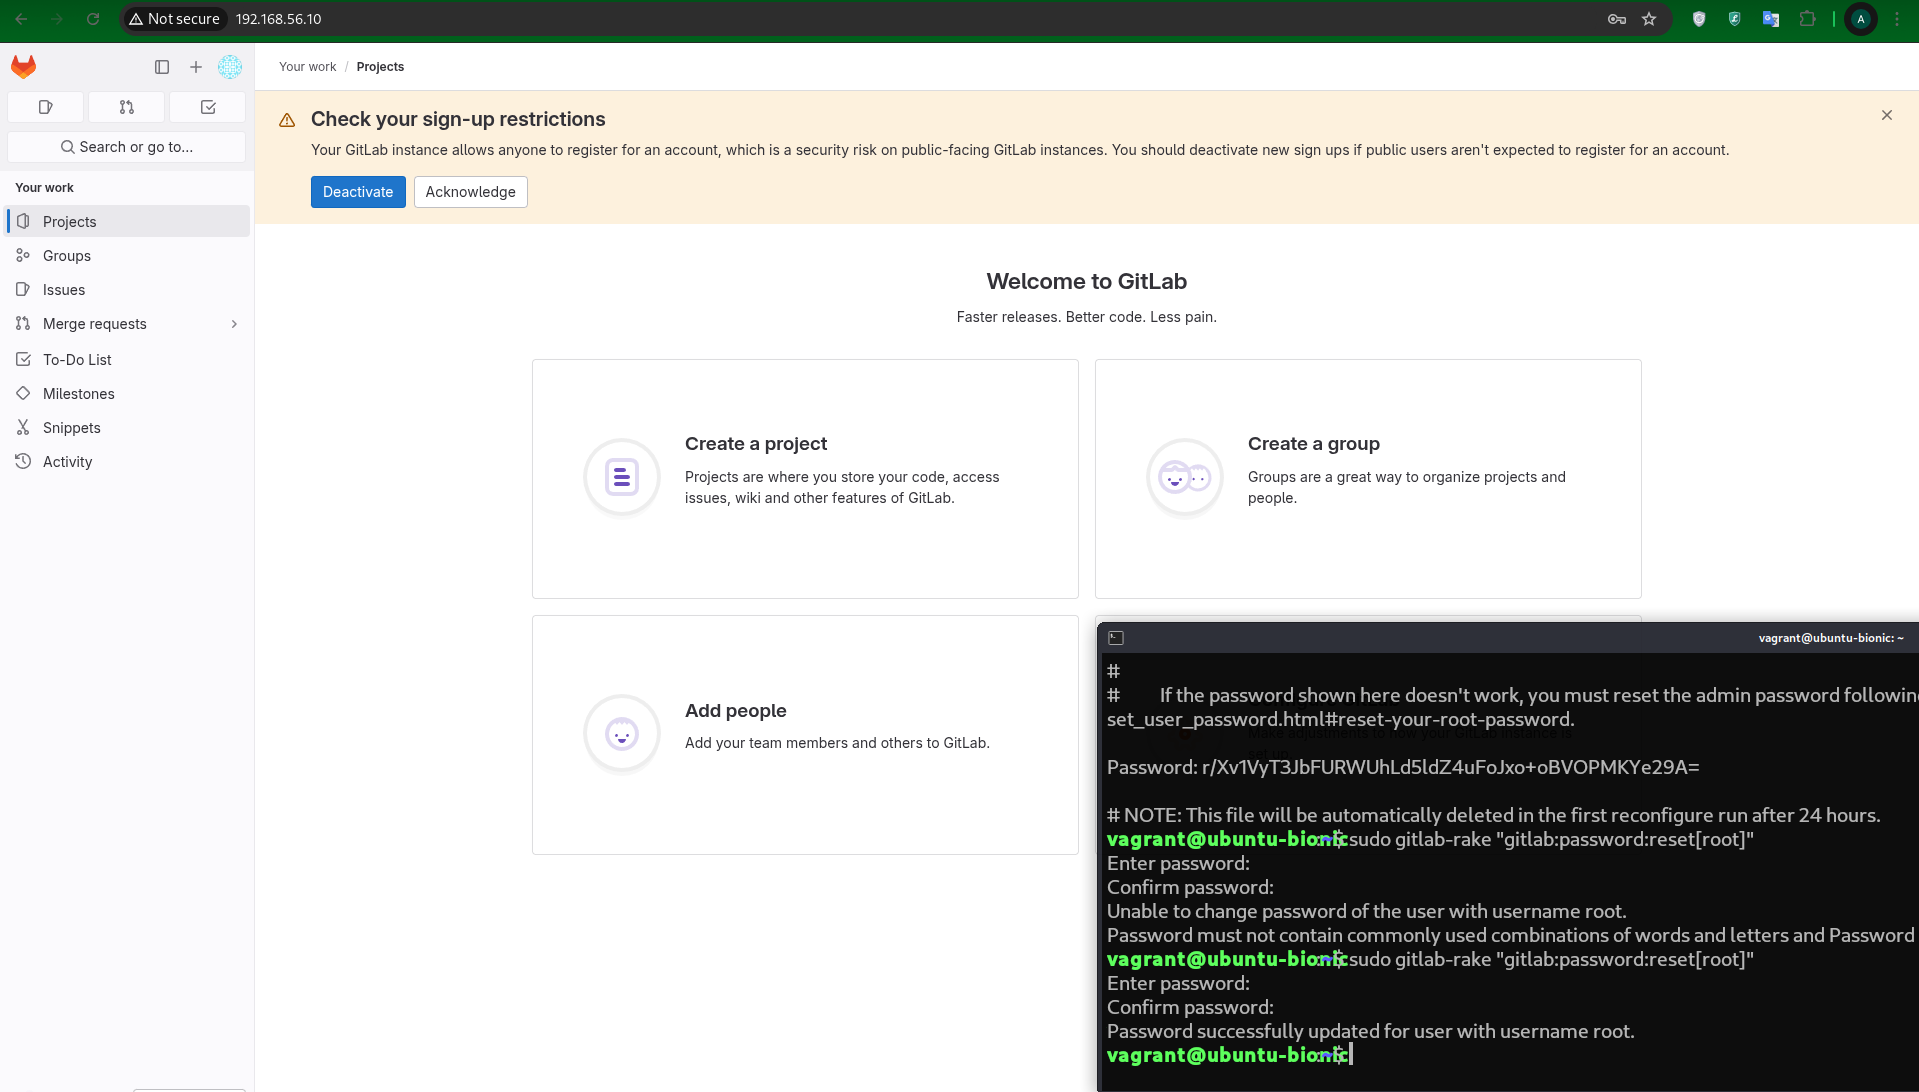 Not secure
192.168.56.10
A
Your work / Projects
Search or go to...
Your work
Projects
Groups
Issues
Merge requests
To-Do List
Milestones
Snippets
Activity
Check your sign-up restrictions
Your GitLab instance allows anyone to register for an account, which is a security risk on public-facing GitLab instances. You should deactivate new sign ups if public users aren't expected to register for an account.
Deactivate
Acknowledge
Welcome to GitLab
Faster releases. Better code. Less pain.
Create a project
Projects are where you store your code, access
issues, wiki and other features of GitLab.
Create a group
Groups are a great way to organize projects and
people.
Add people
Add your team members and others to GitLab.
Make adjustments to how your GitLab instance is
set up.
vagrant@ubuntu-bionic: ~
#
# If the password shown here doesn't work, you must reset the admin password followin
set_user_password.html#reset-your-root-password.
Password: r/Xv1VyT3JbFURWUhLd5ldZ4uFoJxo+oBVOPMKYe29A=
# NOTE: This file will be automatically deleted in the first reconfigure run after 24 hours.
vagrant@ubuntu-bionic:~$ sudo gitlab-rake "gitlab:password:reset[root]"
Enter password:
Confirm password:
Unable to change password of the user with username root.
Password must not contain commonly used combinations of words and letters and Password
vagrant@ubuntu-bionic:~$ sudo gitlab-rake "gitlab:password:reset[root]"
Enter password:
Confirm password:
Password successfully updated for user with username root.
vagrant@ubuntu-bionic:~$